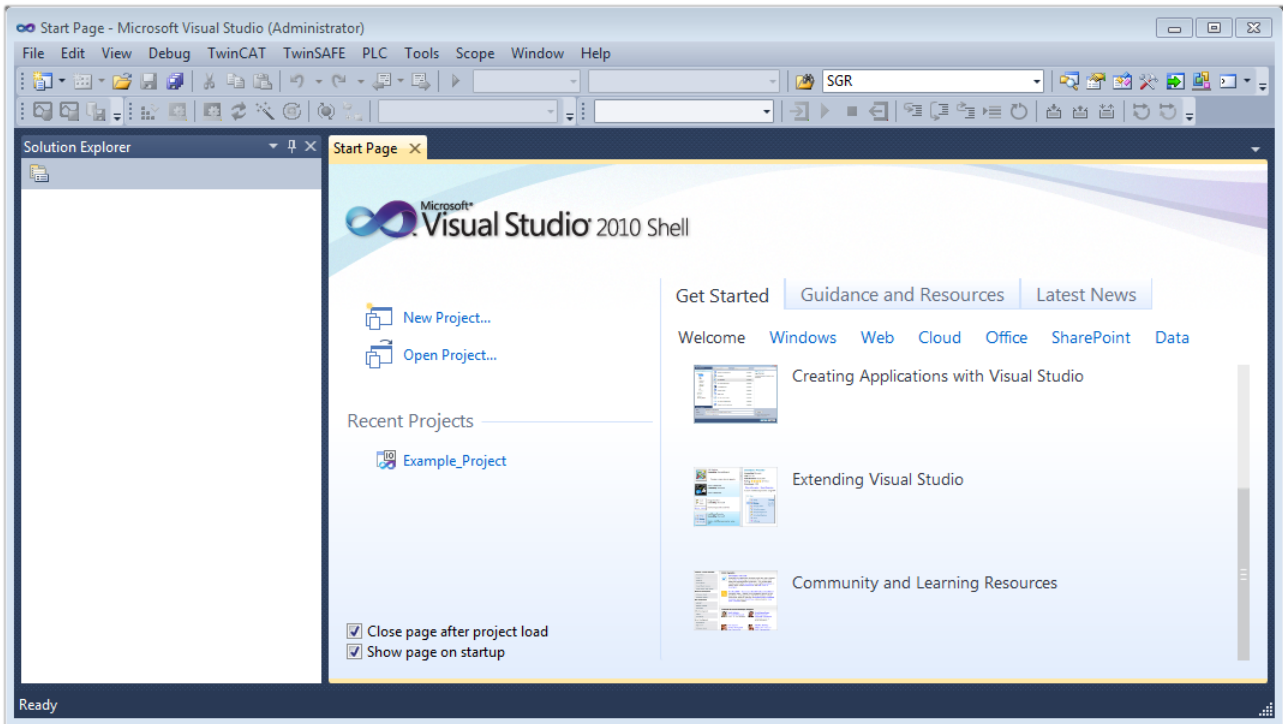 Start Page - Microsoft Visual Studio (Administrator)
File Edit View Debug TwinCAT TwinSAFE PLC Tools Scope Window Help
SGR
Solution Explorer
Start Page
Microsoft
Visual Studio 2010 Shell
Get Started Guidance and Resources Latest News
Welcome Windows Web Cloud Office SharePoint Data
New Project...
Open Project...
Recent Projects
Example_Project
Creating Applications with Visual Studio
Extending Visual Studio
Community and Learning Resources
Close page after project load
Show page on startup
Ready